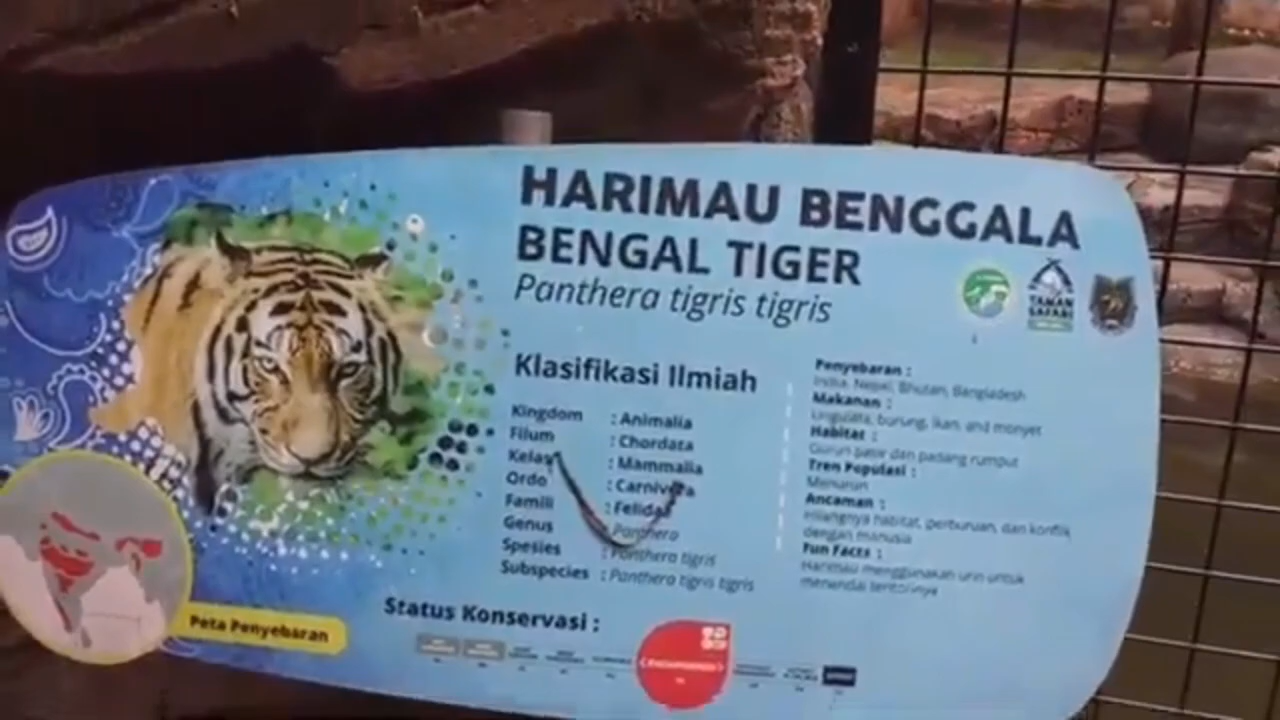 HARIMAU BENGGALA
BENGAL TIGER
Panthera tigris tigris
TAMAN
SAFARI
Klasifikasi Ilmiah
Kingdom : Animalia
Filum : Chordata
Kelas : Mammalia
Ordo : Carnivora
Famili : Felidae
Genus : Panthera
Spesies : Panthera tigris
Subspecies : Panthera tigris tigris
Penyebaran :
India, Nepal, Bhutan, Bangladesh
Makanan :
Ungulata, burung, ikan, and monyet
Habitat :
Gurun pasir dan padang rumput
Tren Populasi :
Menurun
Ancaman :
Hilangnya habitat, perburuan, dan konflik
dengan manusia
Fun Facts :
Harimau menggunakan urin untuk
menandai teritorinya
Peta Penyebaran
Status Konservasi :
ENDANGERED